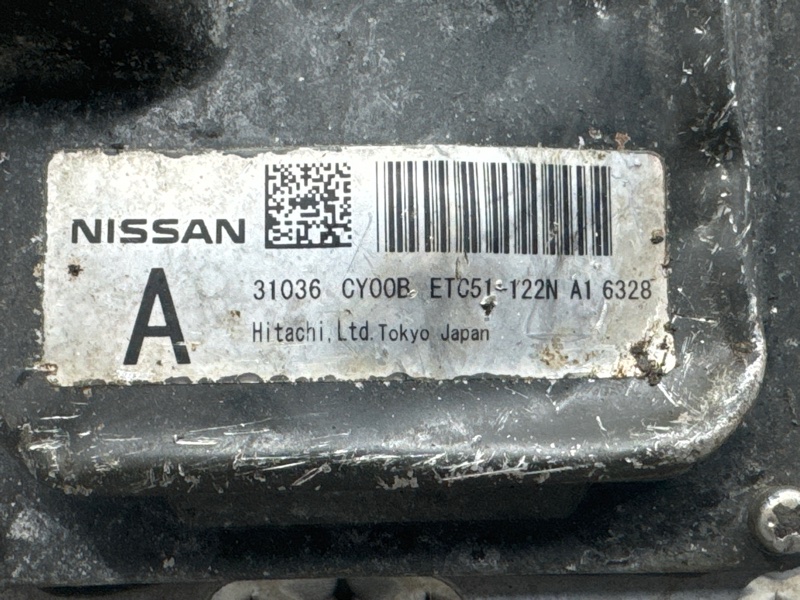 NISSAN
A
31036 CY00B ETC51-122N A1 6328
Hitachi,Ltd.Tokyo Japan